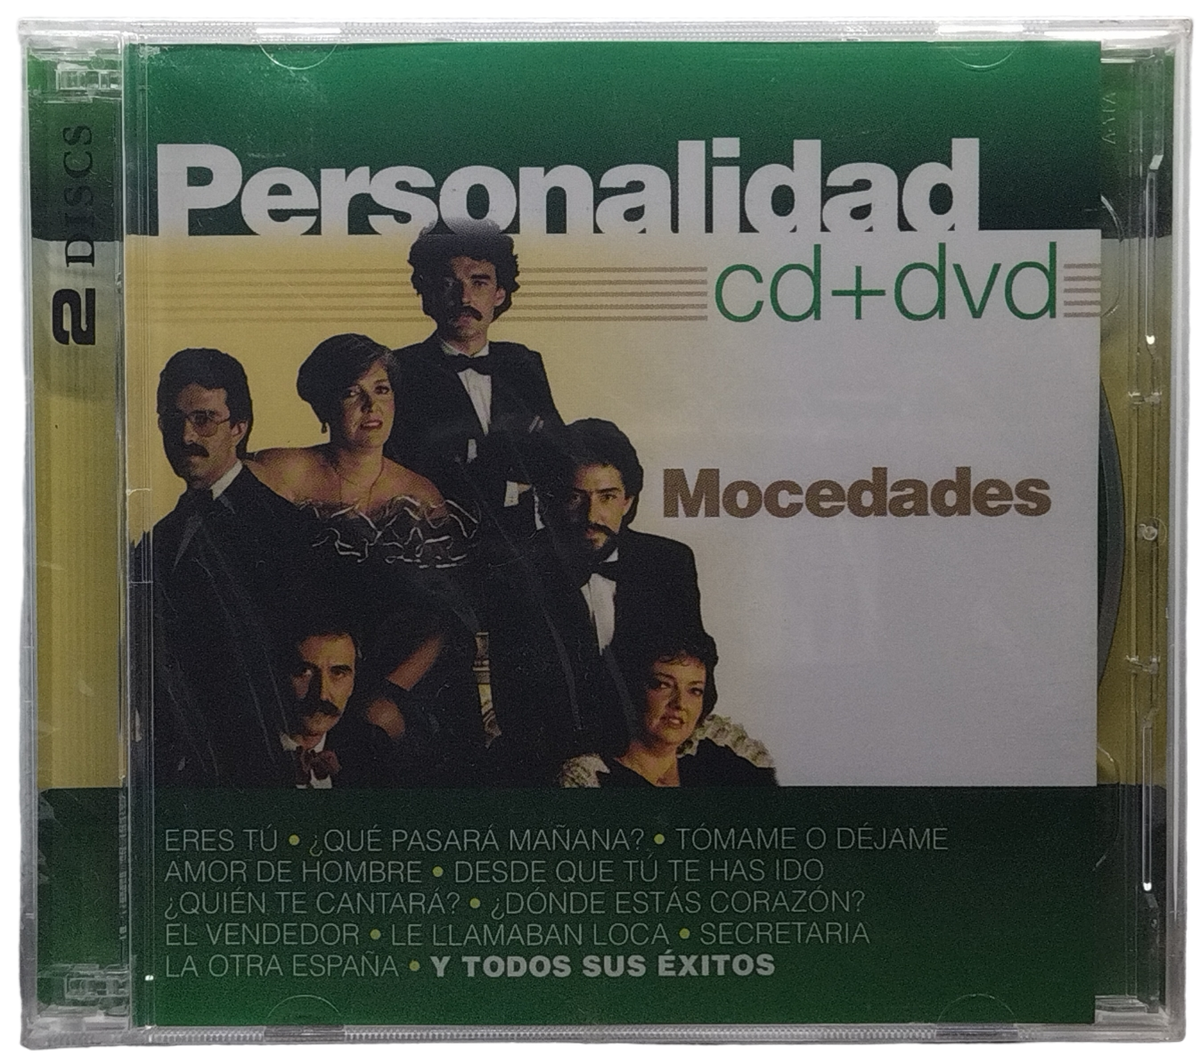 2 DISCS
Personalidad
cd+dvd
Mocedades
ERES TÚ • ¿QUÉ PASARÁ MAÑANA? • TÓMAME O DÉJAME
AMOR DE HOMBRE • DESDE QUE TÚ TE HAS IDO
¿QUIÉN TE CANTARÁ? • ¿DÓNDE ESTÁS CORAZÓN?
EL VENDEDOR • LE LLAMABAN LOCA • SECRETARIA
LA OTRA ESPAÑA • Y TODOS SUS ÉXITOS